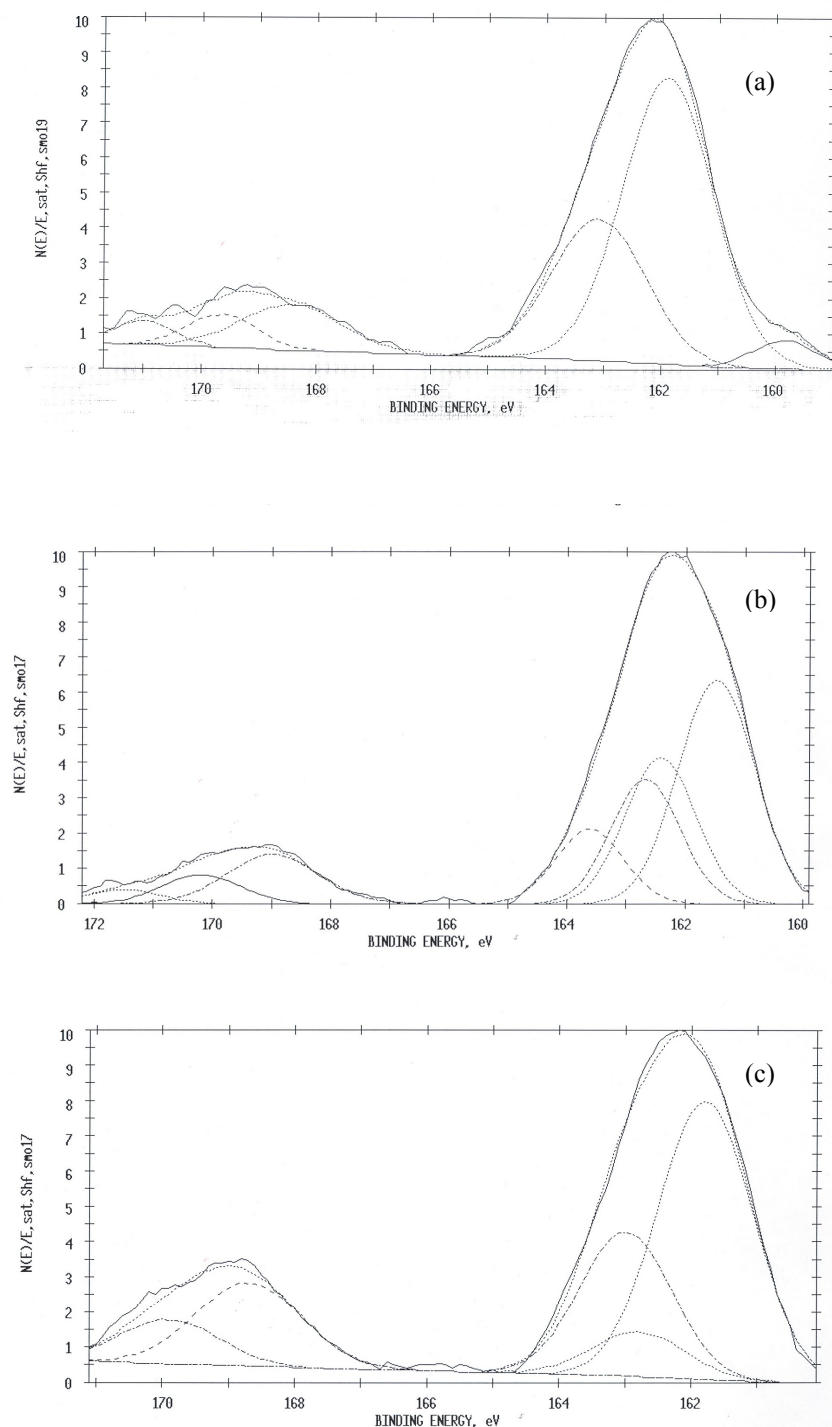 10
(a)
9
8
7
6
5
4
3
2
1
0
N(E)/E,sat,Shf,smo19
170 168 166 164 162 160
BINDING ENERGY, eV
10
(b)
9
8
7
6
5
4
3
2
1
0
N(E)/E,sat,Shf,smo17
172 170 168 166 164 162 160
BINDING ENERGY, eV
10
(c)
9
8
7
6
5
4
3
2
1
0
N(E)/E,sat,Shf,smo17
170 168 166 164 162
BINDING ENERGY, eV